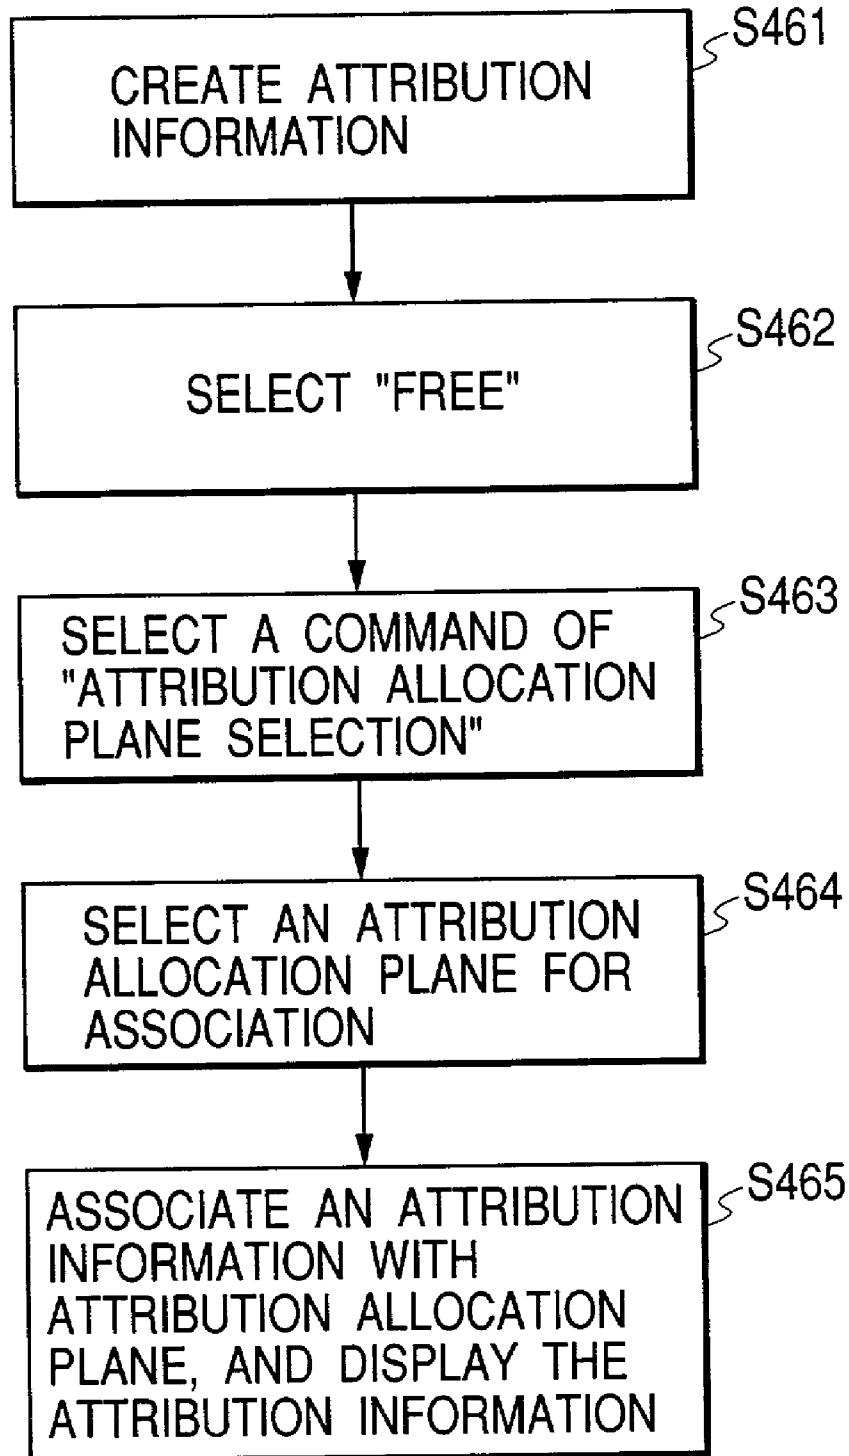 S461
CREATE ATTRIBUTION
INFORMATION
S462
SELECT "FREE"
S463
SELECT A COMMAND OF
"ATTRIBUTION ALLOCATION
PLANE SELECTION"
S464
SELECT AN ATTRIBUTION
ALLOCATION PLANE FOR
ASSOCIATION
S465
ASSOCIATE AN ATTRIBUTION
INFORMATION WITH
ATTRIBUTION ALLOCATION
PLANE, AND DISPLAY THE
ATTRIBUTION INFORMATION